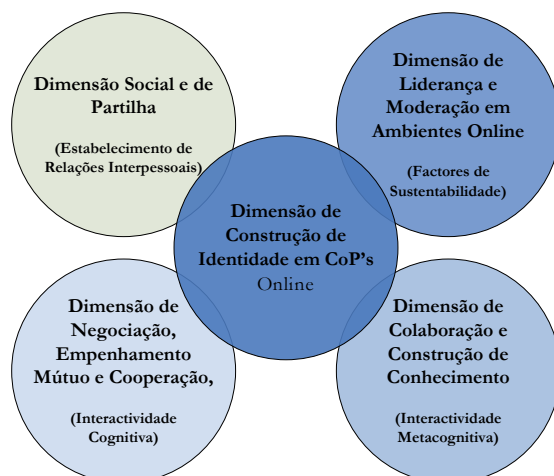 Dimensão Social e de
Partilha
(Estabelecimento de
Relações Interpessoais)
Dimensão de
Liderança e
Moderação em
Ambientes Online
(Factores de
Sustentabilidade)
Dimensão de
Construção de
Identidade em CoP's
Online
Dimensão de
Negociação,
Empenhamento
Mútuo e Cooperação,
(Interactividade
Cognitiva)
Dimensão de
Colaboração e
Construção de
Conhecimento
(Interactividade
Metacognitiva)